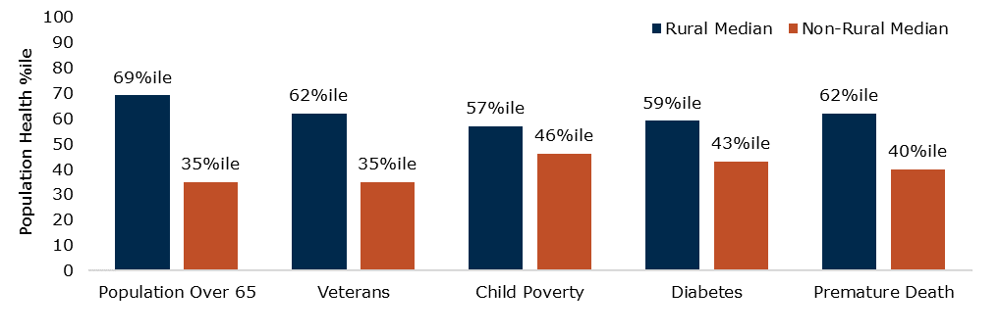 Population Health %ile
100
90
80
70
60
50
40
30
20
10
0
Rural Median
Non-Rural Median
69%ile
35%ile
62%ile
35%ile
57%ile
46%ile
59%ile
43%ile
62%ile
40%ile
Population Over 65
Veterans
Child Poverty
Diabetes
Premature Death